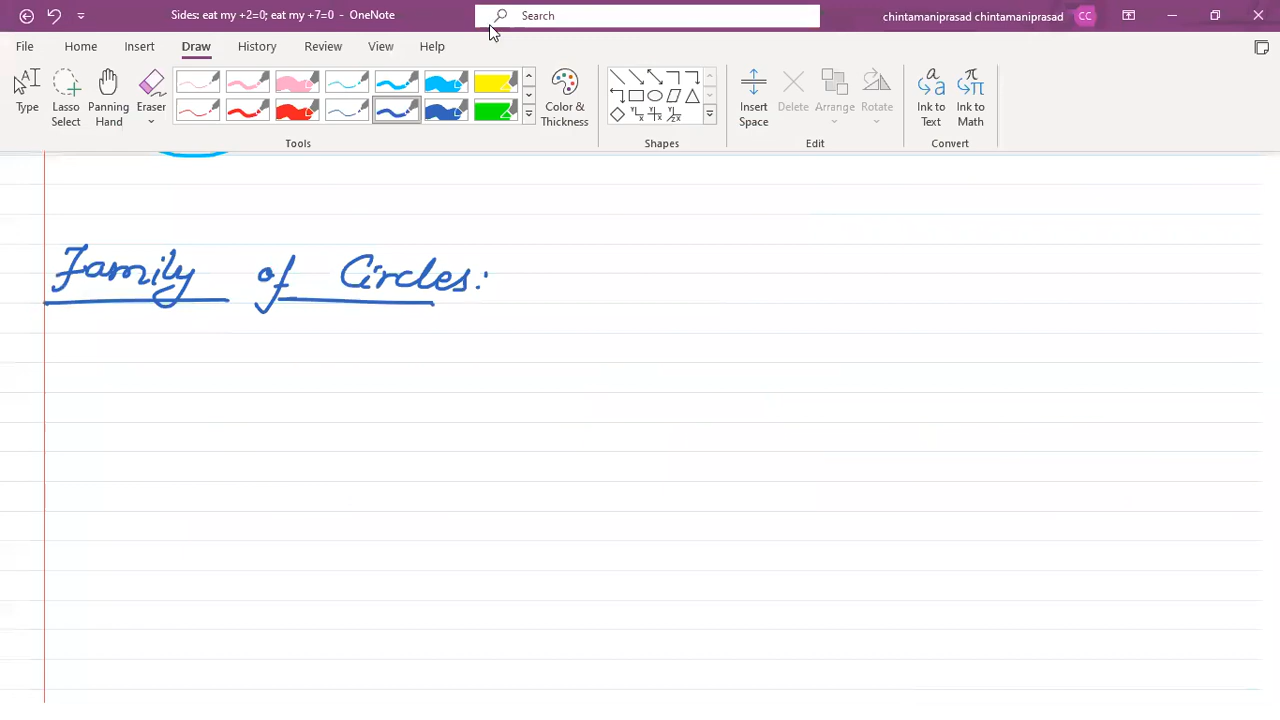 Sides: eat my +2=0; eat my +7=0 - OneNote
Search
chintamaniprasad chintamaniprasad CC
File Home Insert Draw History Review View Help
Type
Lasso Select
Panning Hand
Eraser
Color & Thickness
Insert Space
Delete
Arrange
Rotate
Ink to Text
Ink to Math
Tools Shapes Edit Convert
Family of Circles: